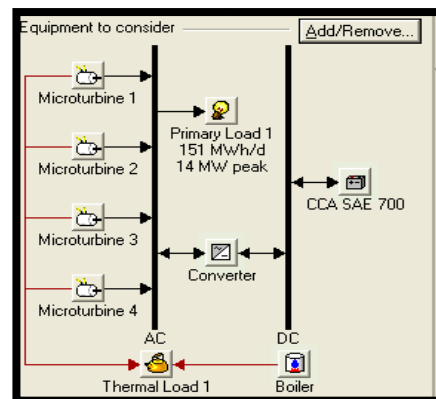 Equipment to consider
Add/Remove...
Microturbine 1
Primary Load 1
151 MWh/d
14 MW peak
Microturbine 2
CCA SAE 700
Microturbine 3
Converter
Microturbine 4
AC
DC
Thermal Load 1
Boiler